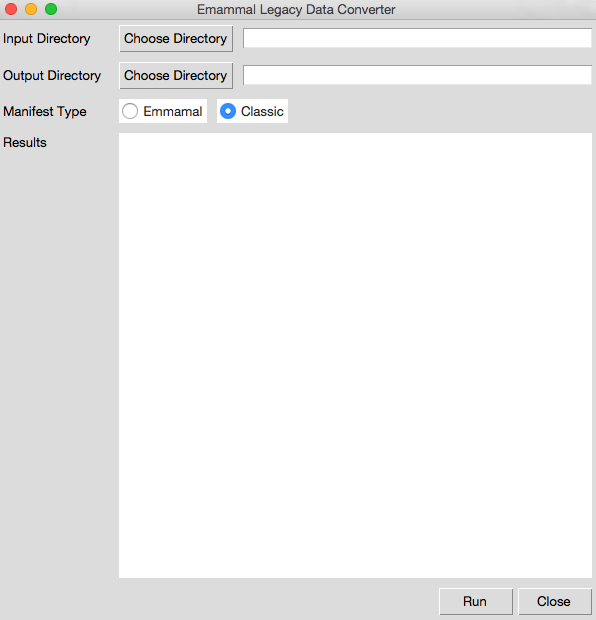 Emammal Legacy Data Converter
Input Directory Choose Directory
Output Directory Choose Directory
Manifest Type Emmamal Classic
Results
Run Close